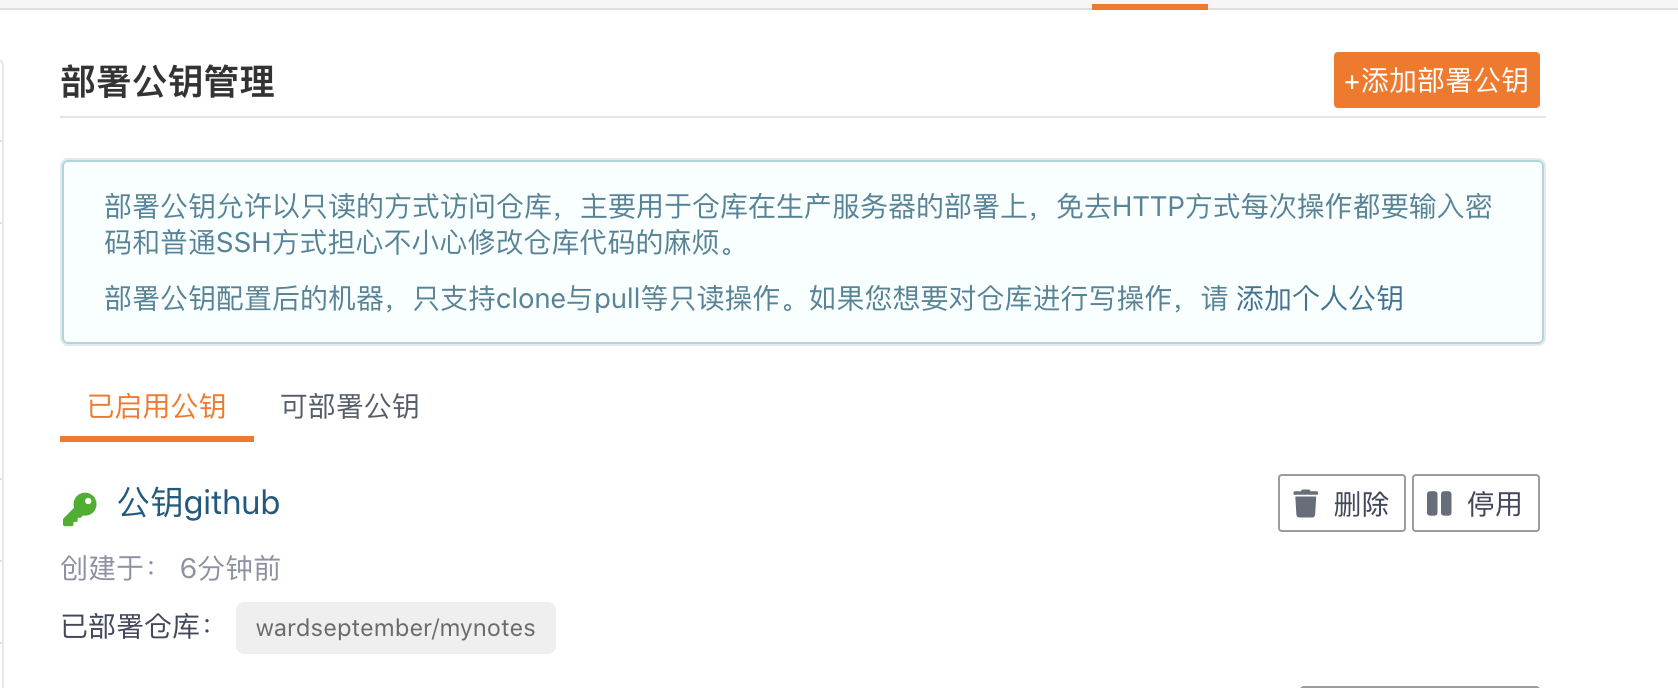 部署公钥管理
+添加部署公钥
部署公钥允许以只读的方式访问仓库，主要用于仓库在生产服务器的部署上，免去HTTP方式每次操作都要输入密
码和普通SSH方式担心不小心修改仓库代码的麻烦。
部署公钥配置后的机器，只支持clone与pull等只读操作。如果您想要对仓库进行写操作，请 添加个人公钥
已启用公钥
可部署公钥
公钥github
删除
停用
创建于： 6分钟前
已部署仓库： wardseptember/mynotes